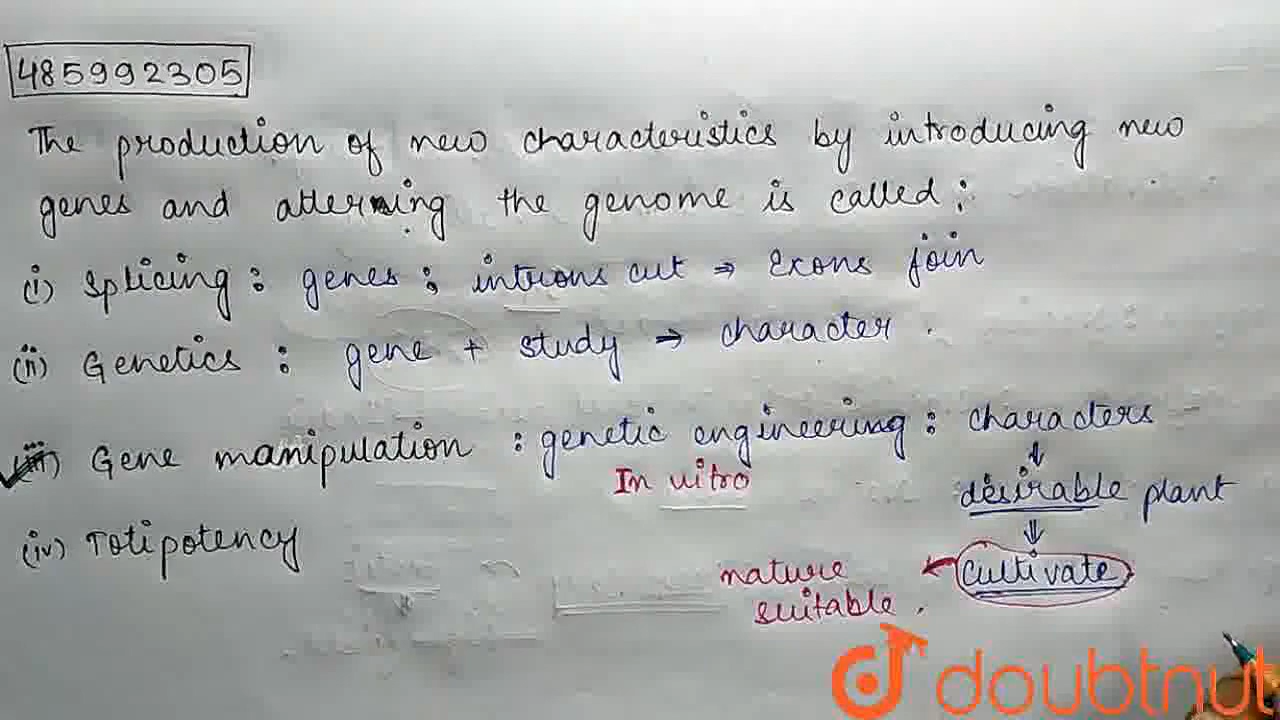 485992305
The production of new characteristics by introducing new
genes and alterning the genome is called :
(i) Splicing : genes : introns cut ⇒ Exons join
(ii) Genetics : gene + study → character .
(iii) Gene manipulation : genetic engineering : characters
In vitro
desirable plant
(iv) Totipotency
cultivate
nature
suitable .
doubtnut